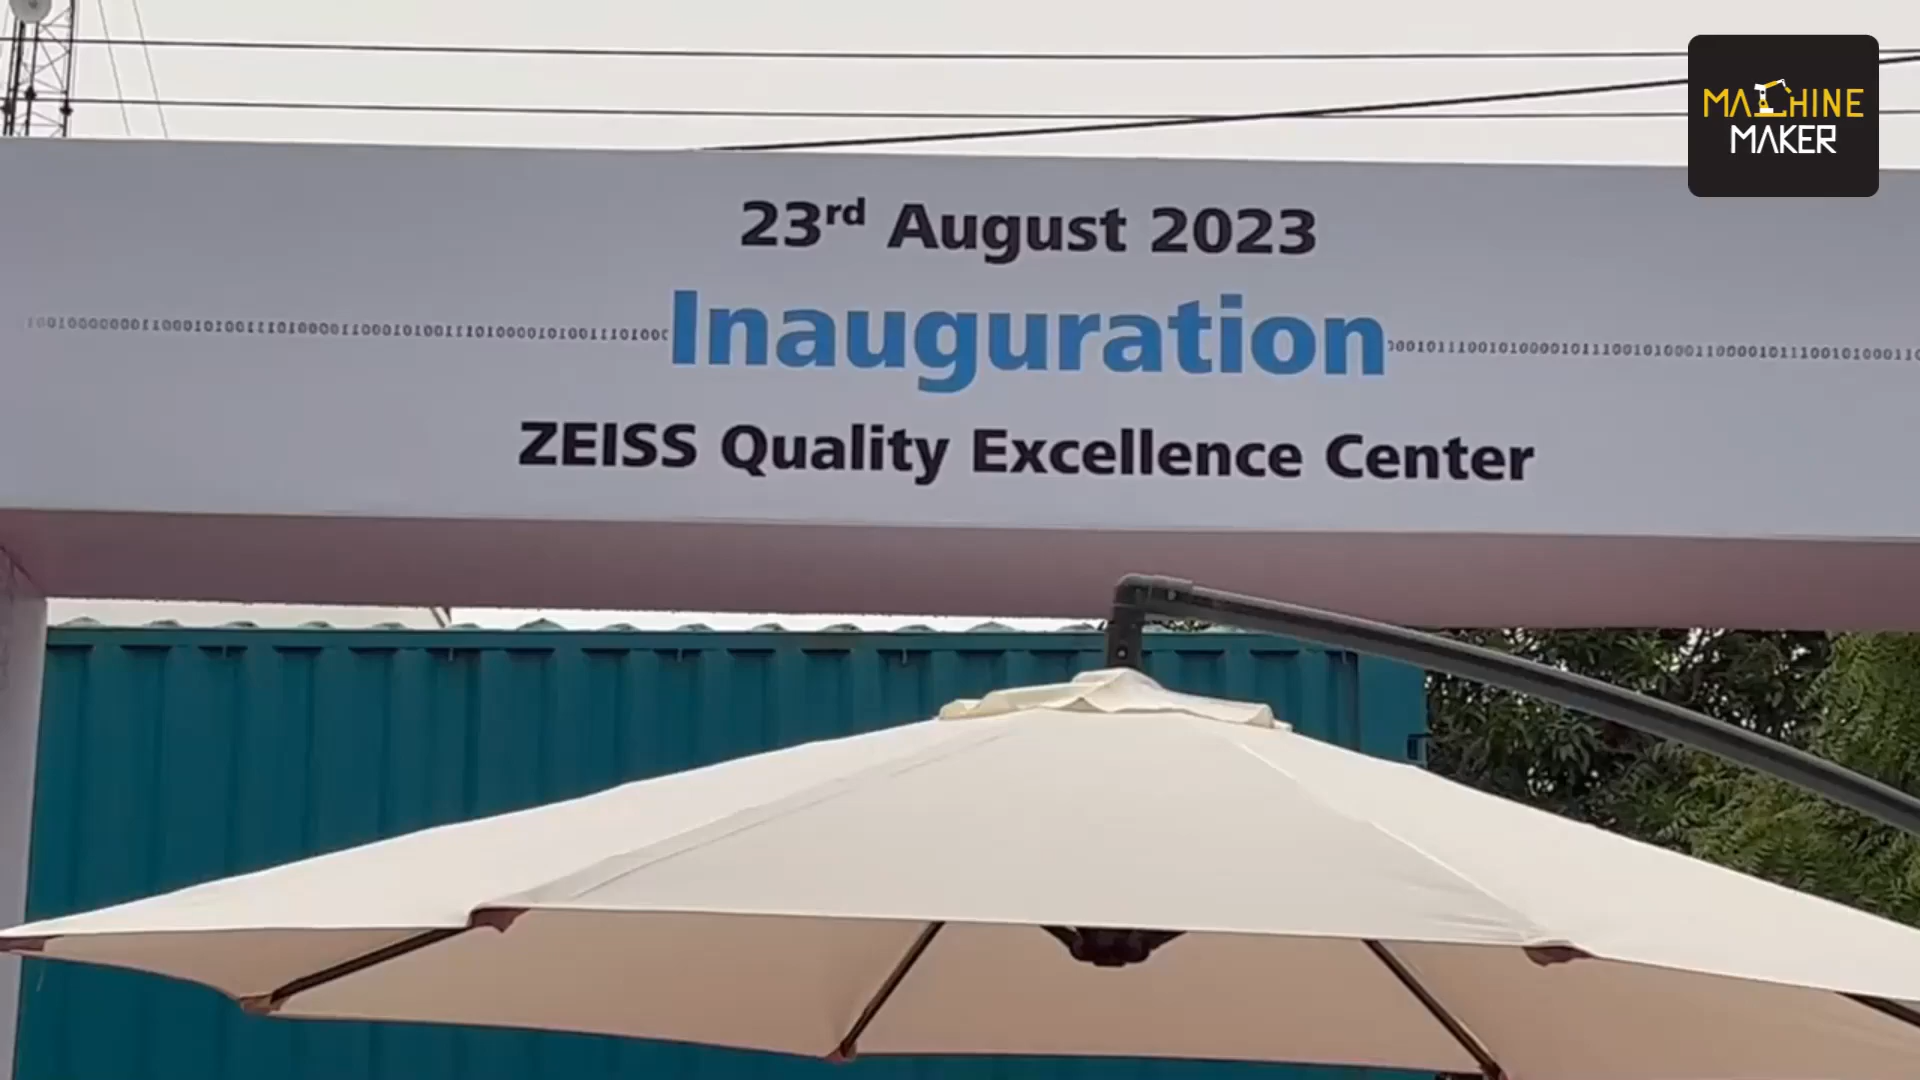 MACHINE
MAKER
23rd August 2023
Inauguration
ZEISS Quality Excellence Center